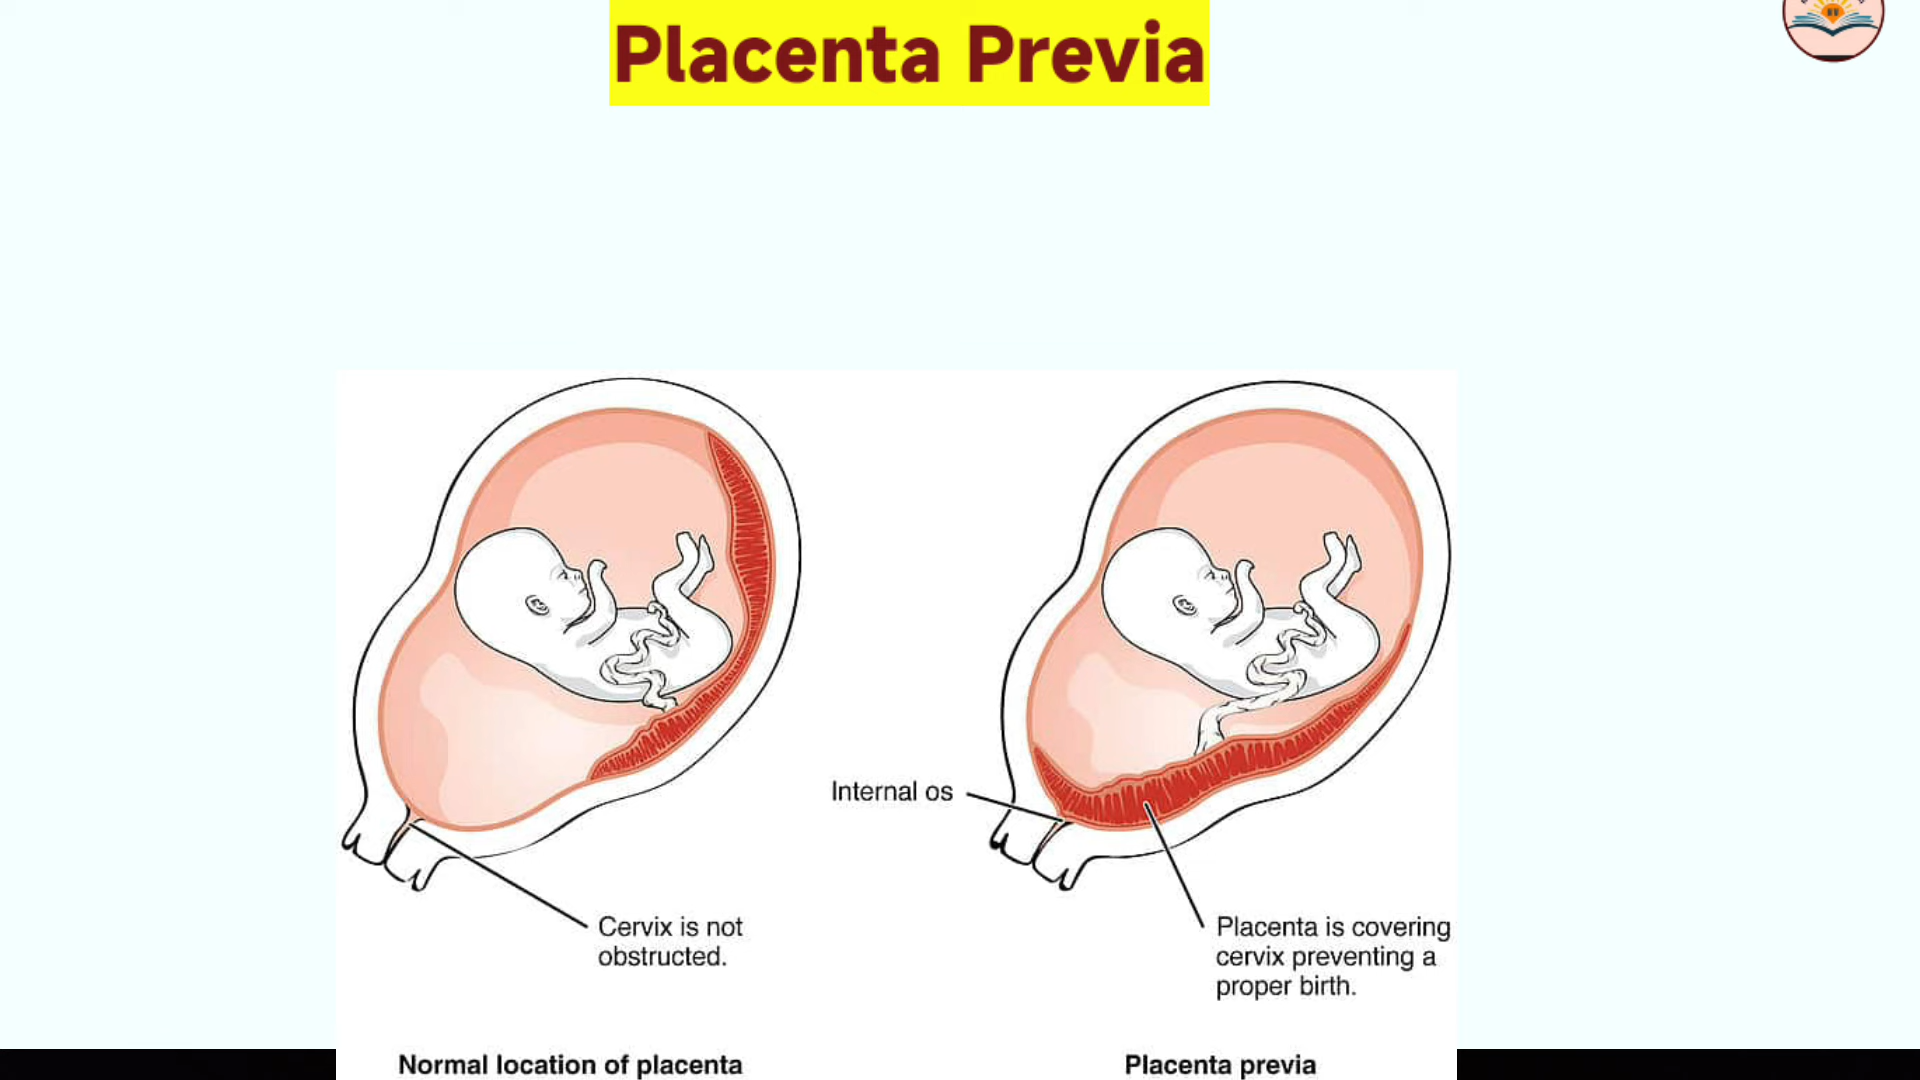 Placenta Previa
Internal os
Cervix is not
obstructed.
Placenta is covering
cervix preventing a
proper birth.
Normal location of placenta
Placenta previa